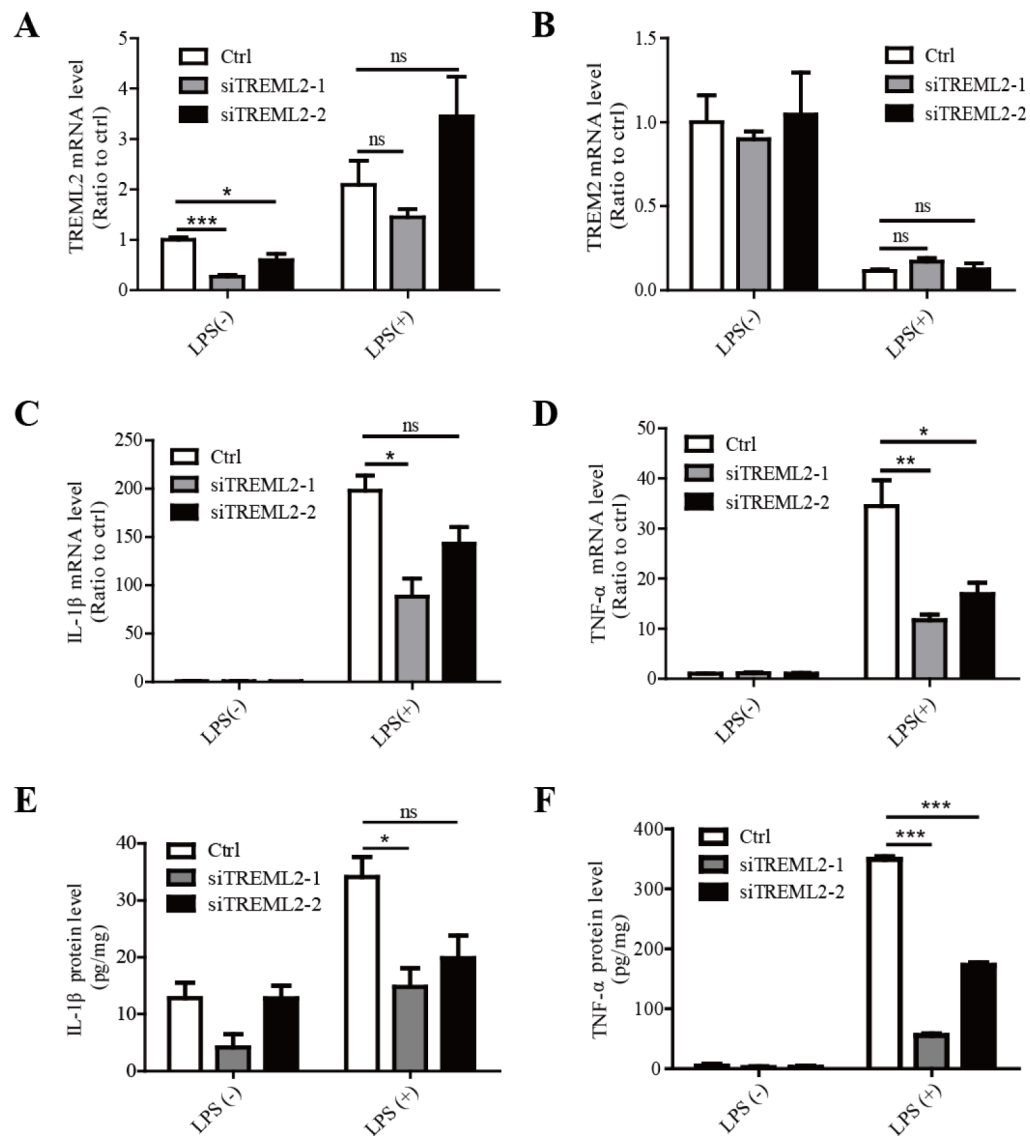 A
TREML2 mRNA level
(Ratio to ctrl)
5
4
3
2
1
0
Ctrl
siTREML2-1
siTREML2-2
***
*
ns
ns
LPS(-)
LPS(+)
B
TREM2 mRNA level
(Ratio to ctrl)
1.5
1.0
0.5
0.0
Ctrl
siTREML2-1
siTREML2-2
ns
ns
LPS(-)
LPS(+)
C
IL-1β mRNA level
(Ratio to ctrl)
250
200
150
100
50
0
Ctrl
siTREML2-1
siTREML2-2
ns
*
LPS(-)
LPS(+)
D
TNF-α mRNA level
(Ratio to ctrl)
50
40
30
20
10
0
Ctrl
siTREML2-1
siTREML2-2
*
**
LPS(-)
LPS(+)
E
IL-1β protein level
(pg/mg)
40
30
20
10
0
Ctrl
siTREML2-1
siTREML2-2
ns
*
LPS (-)
LPS (+)
F
TNF-α protein level
(pg/mg)
400
300
200
100
0
Ctrl
siTREML2-1
siTREML2-2
***
***
LPS (-)
LPS (+)